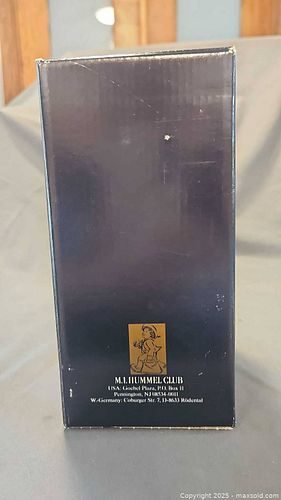 M.I. HUMMEL CLUB
USA: Goebel Plaza, P.O. Box 11
Pennington, NJ 08534-0011
W.-Germany: Coburger Str. 7, D-8633 Rödental
Copyright 2025 - maxsold.com